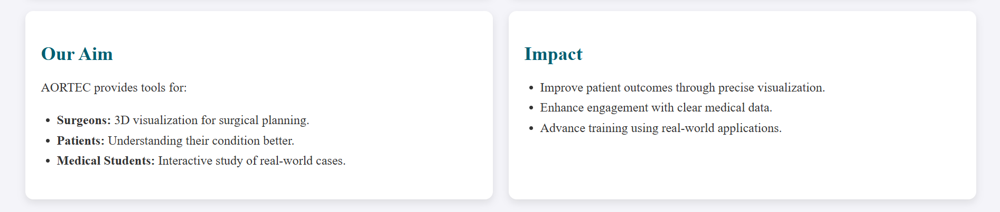 Our Aim
AORTEC provides tools for:
Surgeons: 3D visualization for surgical planning.
Patients: Understanding their condition better.
Medical Students: Interactive study of real-world cases.
Impact
Improve patient outcomes through precise visualization.
Enhance engagement with clear medical data.
Advance training using real-world applications.